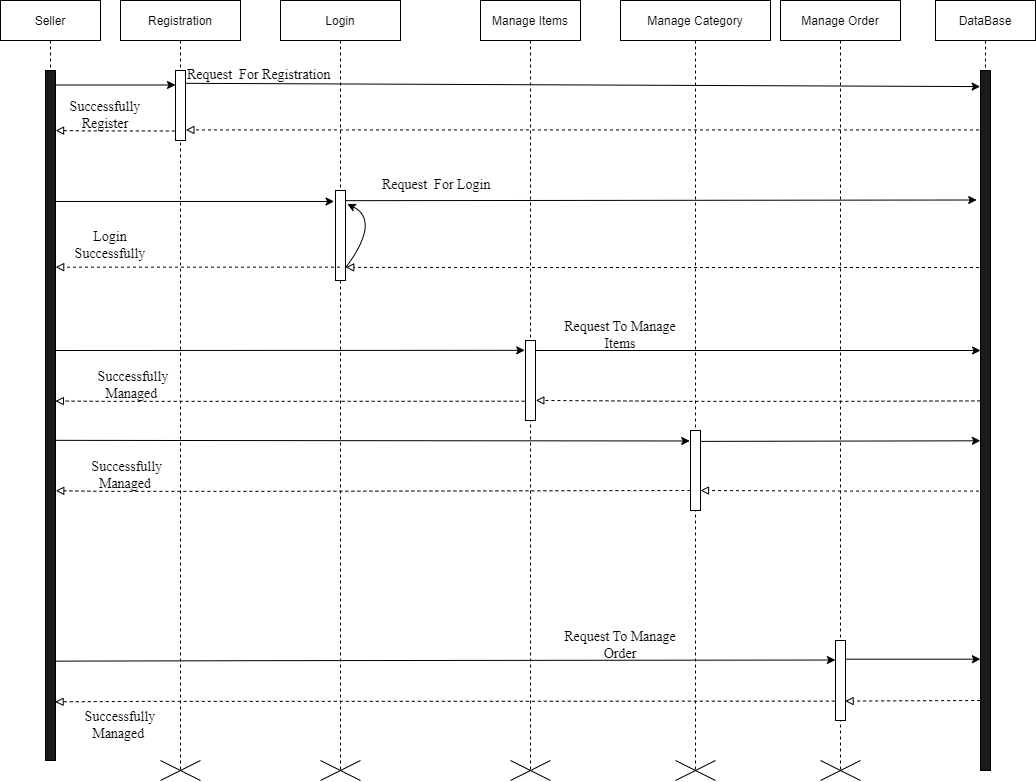 Seller
Registration
Login
Manage Items
Manage Category
Manage Order
DataBase
Request  For Registration
Successfully
Register
Request  For Login
Login
Successfully
Request To Manage
Items
Successfully
Managed
Successfully
Managed
Request To Manage
Order
Successfully
Managed